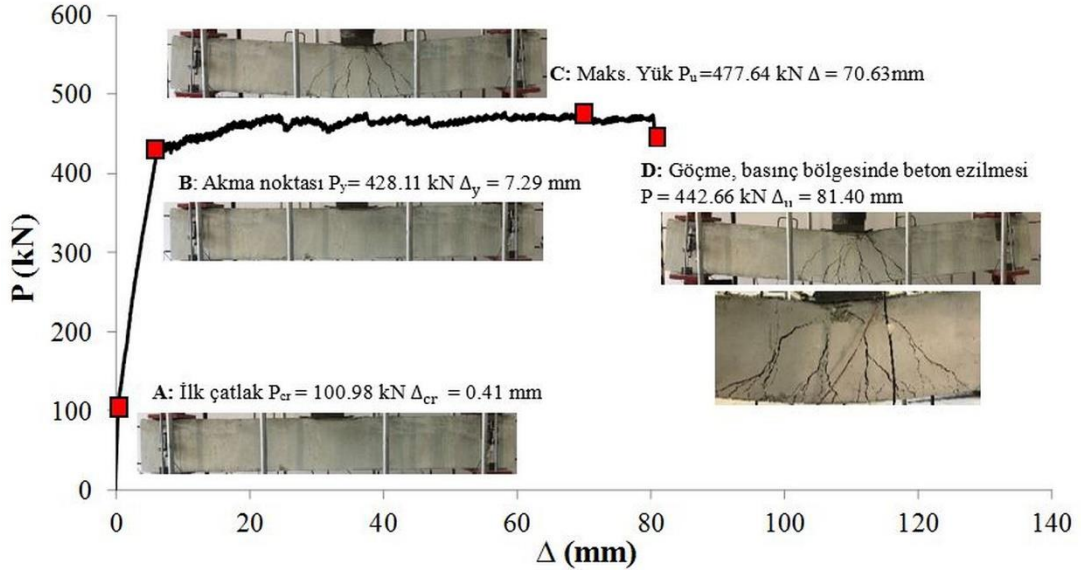 600
500
400
300
200
100
0
P (kN)
C: Maks. Yük Pu=477.64 kN Δ = 70.63mm
B: Akma noktası Py= 428.11 kN Δy = 7.29 mm
D: Göçme, basınç bölgesinde beton ezilmesi
P = 442.66 kN Δu = 81.40 mm
A: İlk çatlak Pcr= 100.98 kN Δcr = 0.41 mm
0 20 40 60 80 100 120 140
Δ (mm)